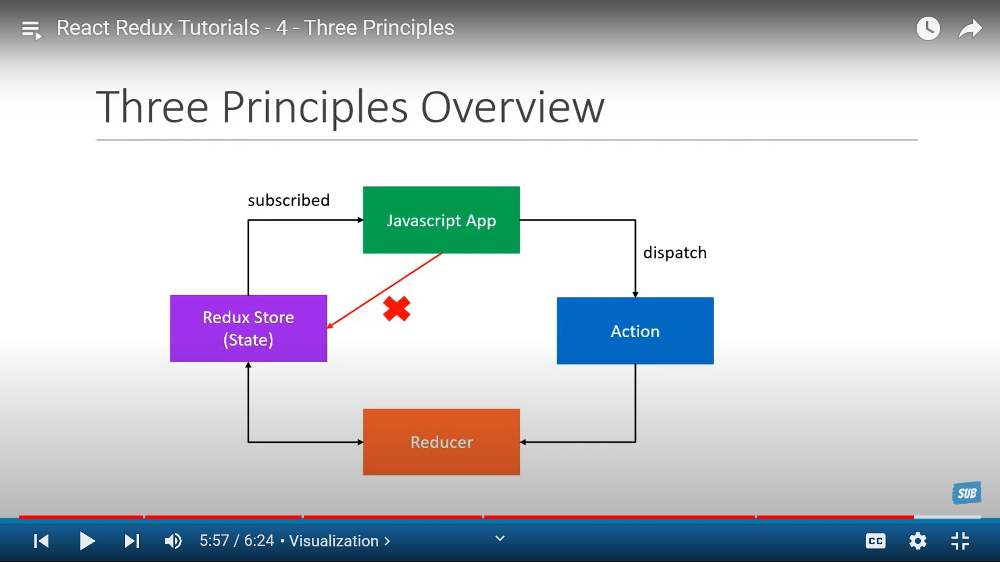 React Redux Tutorials - 4 - Three Principles
Three Principles Overview
subscribed
Javascript App
dispatch
Redux Store
(State)
Action
Reducer
SUB
5:57 / 6:24 • Visualization >
CC